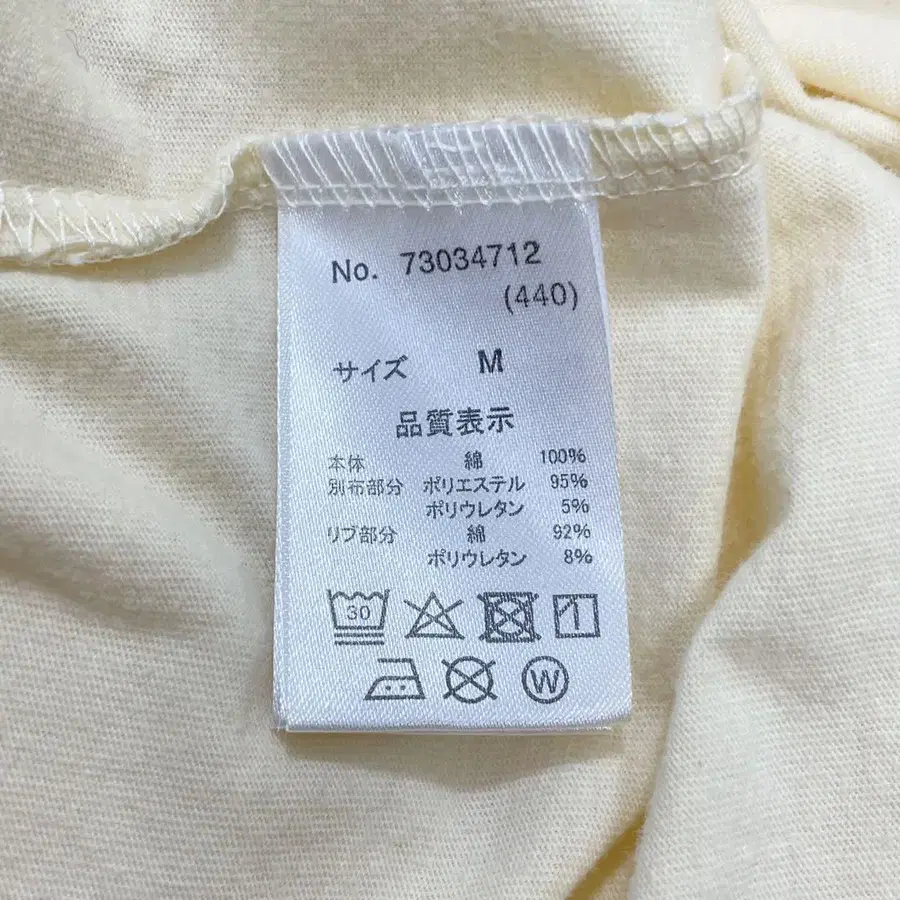 No. 73034712
(440)
サイズ M
品質表示
本体 綿 100%
別布部分 ポリエステル 95%
ポリウレタン 5%
リブ部分 綿 92%
ポリウレタン 8%
30
W